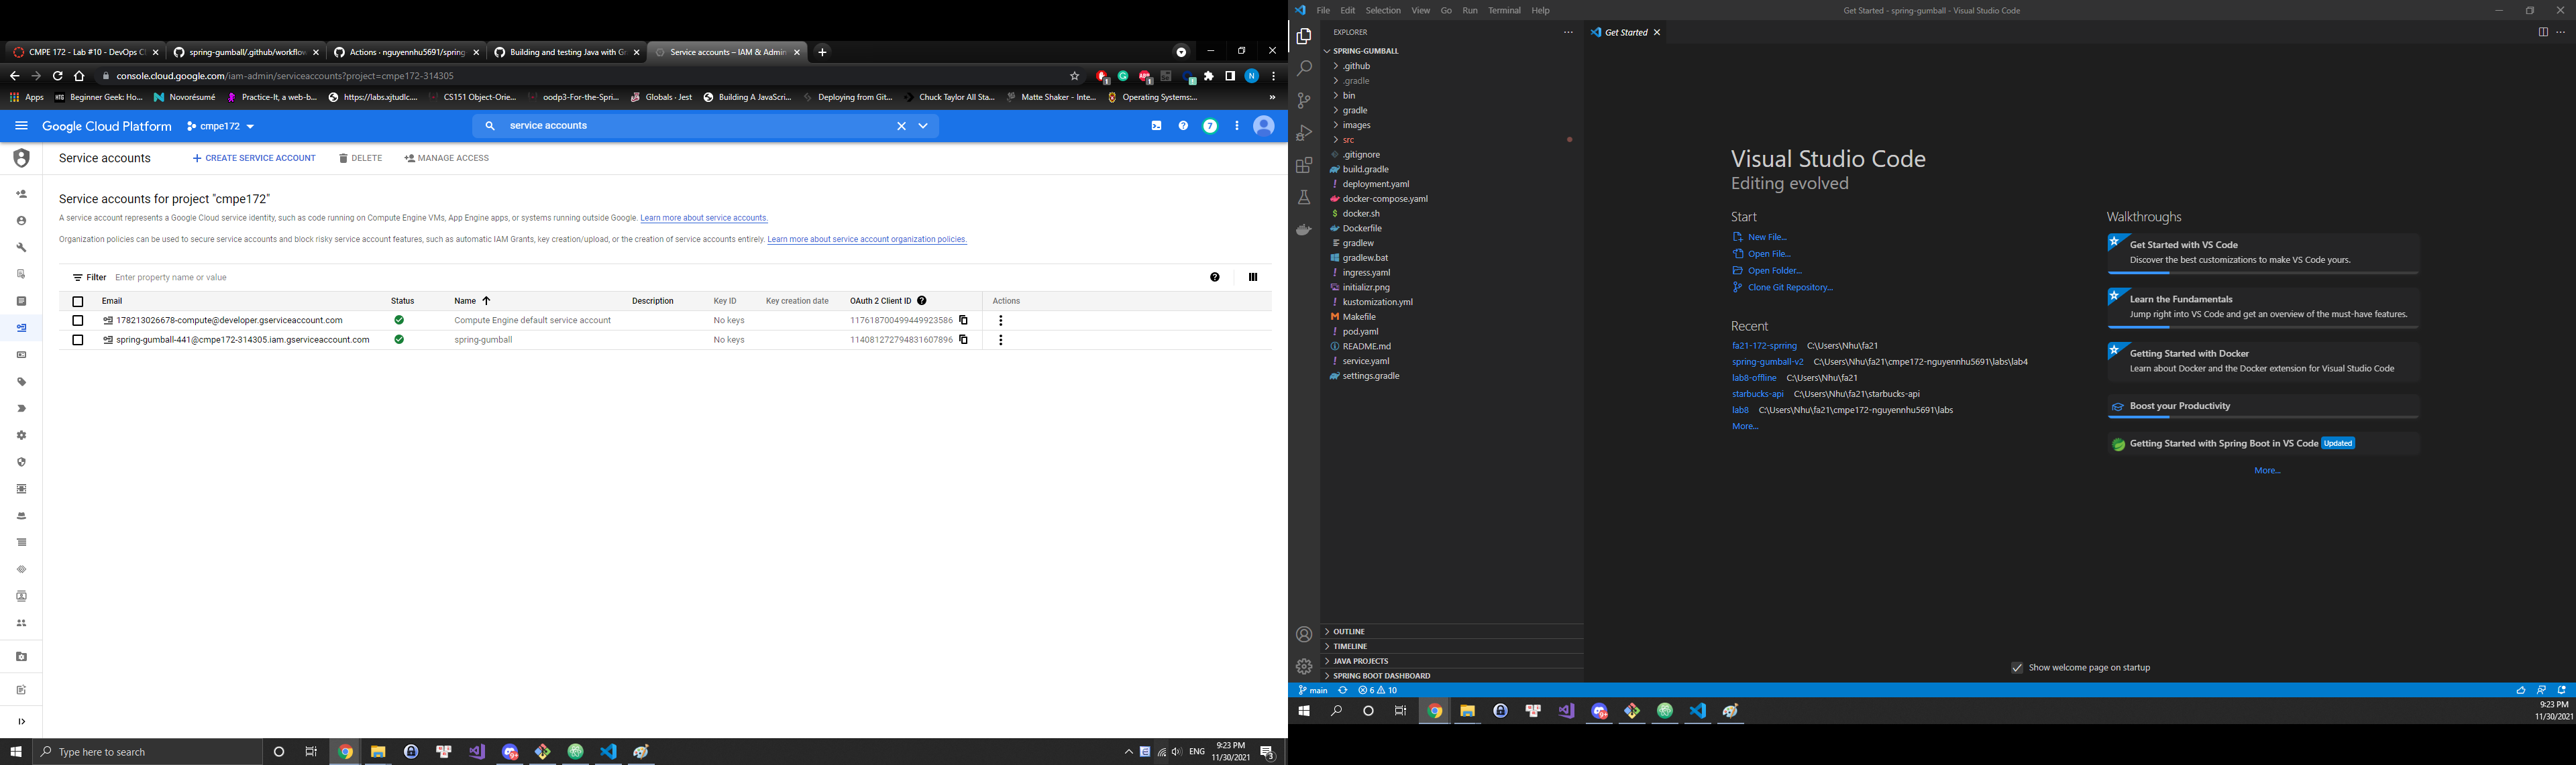 CMPE 172 - Lab #10 - DevOps CI
spring-gumball/.github/workflow
Actions · nguyennhu5691/spring
Building and testing Java with Gr
Service accounts – IAM & Admin
console.cloud.google.com/iam-admin/serviceaccounts?project=cmpe172-314305
Apps
Beginner Geek: Ho...
Novorésumé
Practice-It, a web-b...
https://labs.xjtudlc....
CS151 Object-Orie...
oodp3-For-the-Spri...
Globals · Jest
Building A JavaScri...
Deploying from Git...
Chuck Taylor All Sta...
Matte Shaker - Inte...
Operating Systems:...
»
Google Cloud Platform
cmpe172
service accounts
7
N
Service accounts
CREATE SERVICE ACCOUNT
DELETE
MANAGE ACCESS
Service accounts for project "cmpe172"
A service account represents a Google Cloud service identity, such as code running on Compute Engine VMs, App Engine apps, or systems running outside Google. Learn more about service accounts.
Organization policies can be used to secure service accounts and block risky service account features, such as automatic IAM Grants, key creation/upload, or the creation of service accounts entirely. Learn more about service account organization policies.
Filter Enter property name or value
Email Status Name Description Key ID Key creation date OAuth 2 Client ID Actions
178213026678-compute@developer.gserviceaccount.com Compute Engine default service account No keys 117618700499449923586
spring-gumball-441@cmpe172-314305.iam.gserviceaccount.com spring-gumball No keys 114081272794831607896
Type here to search
ENG
9:23 PM
11/30/2021
3
File Edit Selection View Go Run Terminal Help
Get Started - spring-gumball - Visual Studio Code
EXPLORER
Get Started
SPRING-GUMBALL
.github
.gradle
bin
gradle
images
src
.gitignore
build.gradle
deployment.yaml
docker-compose.yaml
docker.sh
Dockerfile
gradlew
gradlew.bat
ingress.yaml
initializr.png
kustomization.yml
Makefile
pod.yaml
README.md
service.yaml
settings.gradle
OUTLINE
TIMELINE
JAVA PROJECTS
SPRING BOOT DASHBOARD
Visual Studio Code
Editing evolved
Start
New File...
Open File...
Open Folder...
Clone Git Repository...
Recent
fa21-172-sprring C:\Users\Nhu\fa21
spring-gumball-v2 C:\Users\Nhu\fa21\cmpe172-nguyennhu5691\labs\lab4
lab8-offline C:\Users\Nhu\fa21
starbucks-api C:\Users\Nhu\fa21\starbucks-api
lab8 C:\Users\Nhu\fa21\cmpe172-nguyennhu5691\labs
More...
Walkthroughs
Get Started with VS Code
Discover the best customizations to make VS Code yours.
Learn the Fundamentals
Jump right into VS Code and get an overview of the must-have features.
Getting Started with Docker
Learn about Docker and the Docker extension for Visual Studio Code
Boost your Productivity
Getting Started with Spring Boot in VS Code Updated
More...
Show welcome page on startup
main
6
10
9:23 PM
11/30/2021